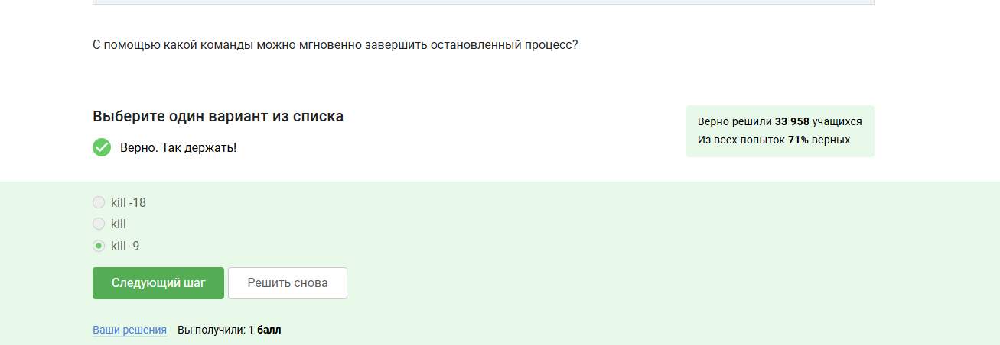 С помощью какой команды можно мгновенно завершить остановленный процесс?
Выберите один вариант из списка
Верно. Так держать!
Верно решили 33 958 учащихся
Из всех попыток 71% верных
kill -18
kill
kill -9
Следующий шаг
Решить снова
Ваши решения Вы получили: 1 балл